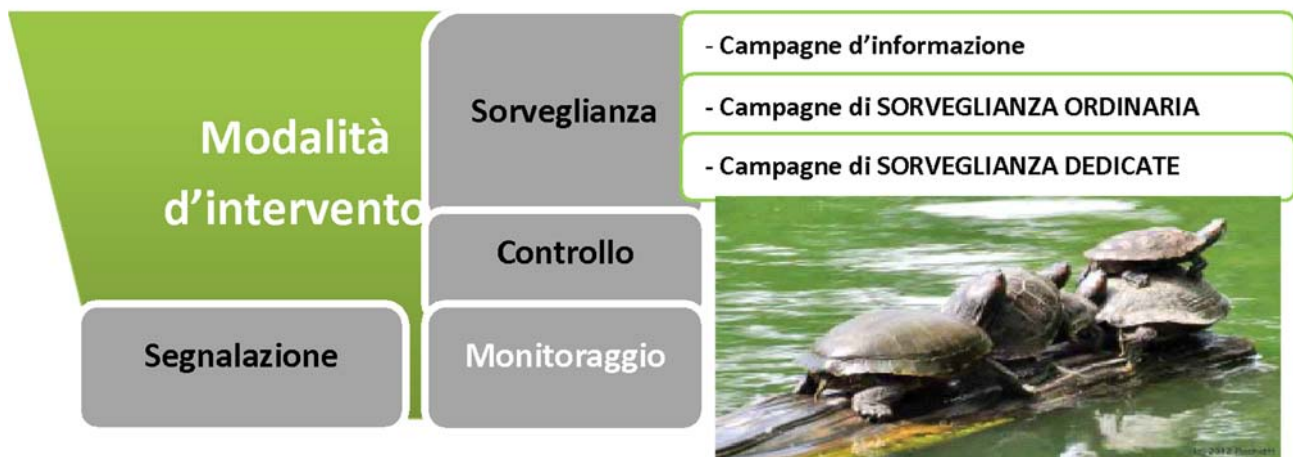 Modalità
d'intervento
Sorveglianza
- Campagne d'informazione
- Campagne di SORVEGLIANZA ORDINARIA
- Campagne di SORVEGLIANZA DEDICATE
Controllo
Segnalazione
Monitoraggio